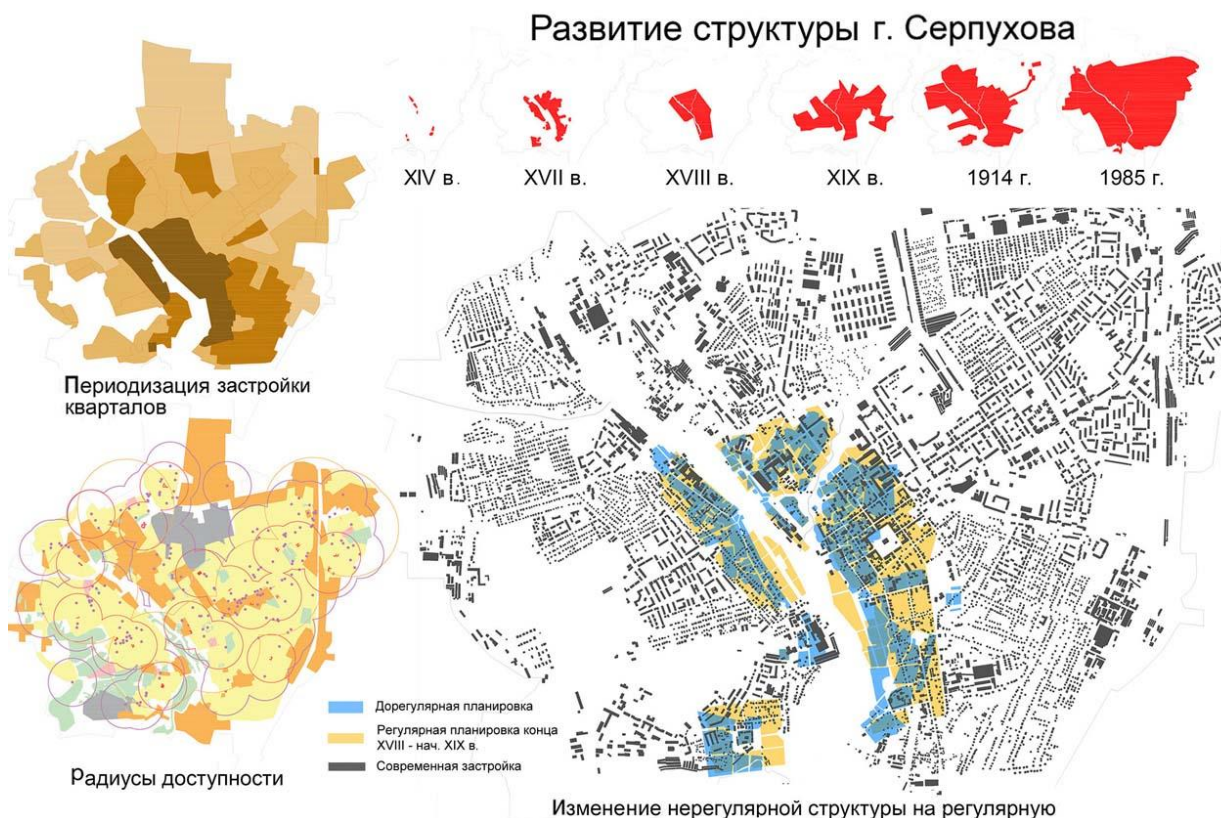 Развитие структуры г. Серпухова
XIV в.
XVII в.
XVIII в.
XIX в.
1914 г.
1985 г.
Периодизация застройки
кварталов
Дорегулярная планировка
Регулярная планировка конца
XVIII - нач. XIX в.
Современная застройка
Радиусы доступности
Изменение нерегулярной структуры на регулярную